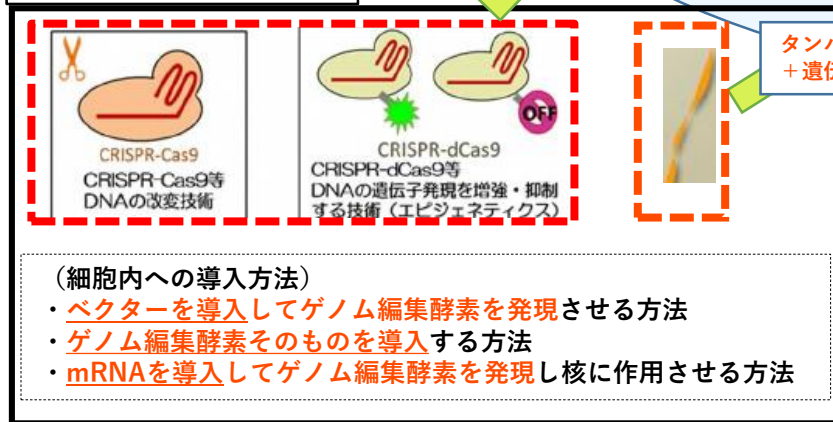 タンパ
＋遺伝
OFF
CRISPR-Cas9
CRISPR-Cas9等
DNAの改変技術
CRISPR-dCas9
CRISPR-dCas9等
DNAの遺伝子発現を増強・抑制
する技術（エピジェネティクス）
（細胞内への導入方法）
・ベクターを導入してゲノム編集酵素を発現させる方法
・ゲノム編集酵素そのものを導入する方法
・mRNAを導入してゲノム編集酵素を発現し核に作用させる方法